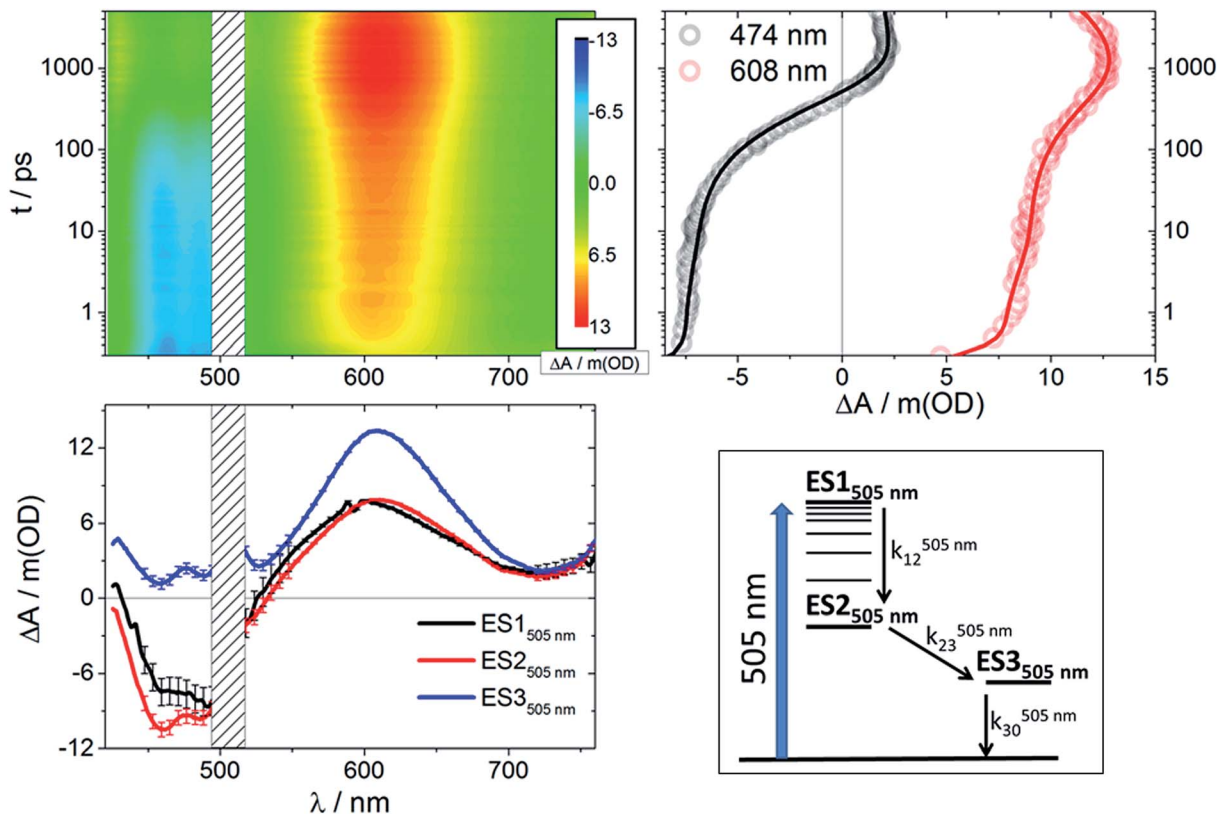 t / ps
1000
100
10
1
500
600
700
-13
-6.5
0.0
6.5
13
ΔA / m(OD)
474 nm
608 nm
1000
100
10
1
-5
0
5
10
15
ΔA / m(OD)
ΔA / m(OD)
12
6
0
-6
-12
ES1505 nm
ES2505 nm
ES3505 nm
500
600
700
λ / nm
505 nm
ES1505 nm
k12505 nm
ES2505 nm
k23505 nm
ES3505 nm
k30505 nm